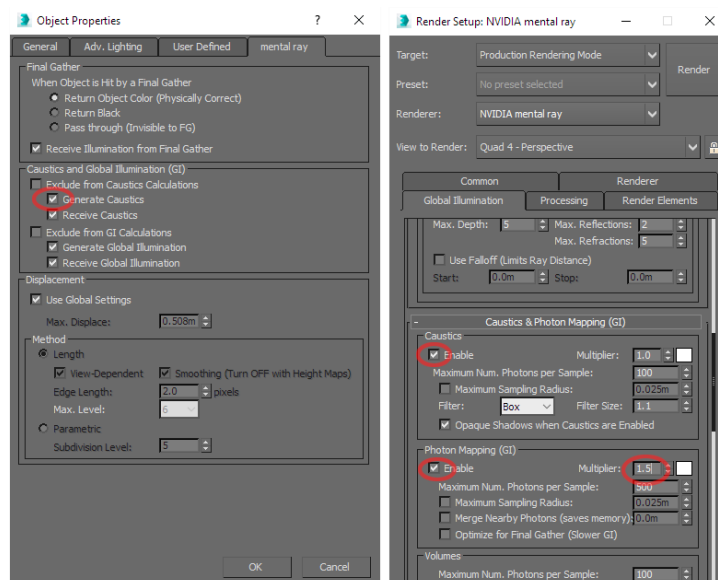 Object Properties
General Adv. Lighting User Defined mental ray
Final Gather
When Object is Hit by a Final Gather
Return Object Color (Physically Correct)
Return Black
Pass through (Invisible to FG)
Receive Illumination from Final Gather
Caustics and Global Illumination (GI)
Exclude from Caustics Calculations
Generate Caustics
Receive Caustics
Exclude from GI Calculations
Generate Global Illumination
Receive Global Illumination
Displacement
Use Global Settings
Max. Displace: 0.508m
Method
Length
View-Dependent Smoothing (Turn OFF with Height Maps)
Edge Length: 2.0 pixels
Max. Level: 6
Parametric
Subdivision Level: 5
OK Cancel
Render Setup: NVIDIA mental ray
Target: Production Rendering Mode
Render
Preset: No preset selected
Renderer: NVIDIA mental ray
View to Render: Quad 4 - Perspective
Common Renderer
Global Illumination Processing Render Elements
Max. Depth: 5 Max. Reflections: 2
Max. Refractions: 5
Use Falloff (Limits Ray Distance)
Start: 0.0m Stop: 0.0m
- Caustics & Photon Mapping (GI)
Caustics
Enable Multiplier: 1.0
Maximum Num. Photons per Sample: 100
Maximum Sampling Radius: 0.025m
Filter: Box Filter Size: 1.1
Opaque Shadows when Caustics are Enabled
Photon Mapping (GI)
Enable Multiplier: 1.5
Maximum Num. Photons per Sample: 500
Maximum Sampling Radius: 0.025m
Merge Nearby Photons (saves memory): 0.0m
Optimize for Final Gather (Slower GI)
Volumes
Maximum Num. Photons per Sample: 100